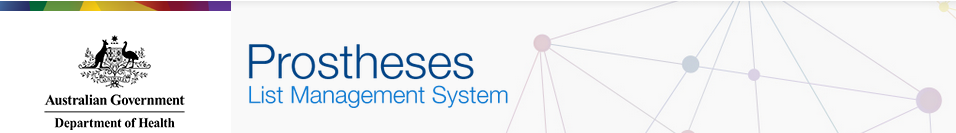 Australian Government
Department of Health
Prostheses
List Management System